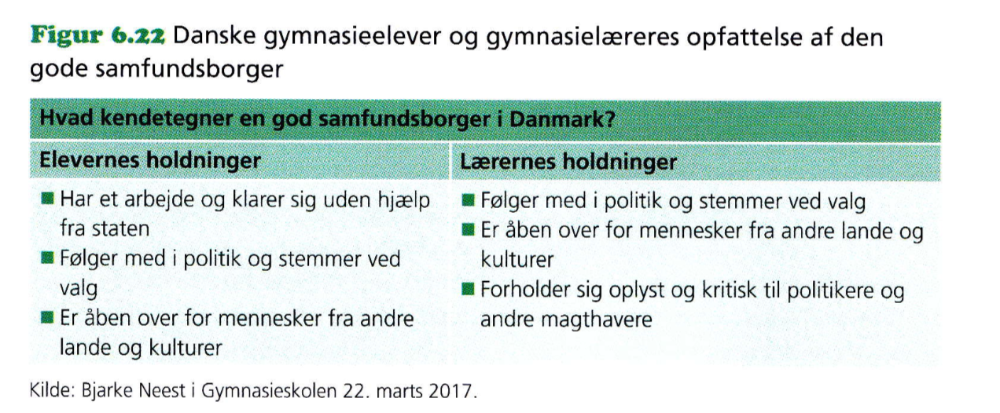 Figur 6.22 Danske gymnasieelever og gymnasielæreres opfattelse af den
gode samfundsborger
Hvad kendetegner en god samfundsborger i Danmark?
Elevernes holdninger
■ Har et arbejde og klarer sig uden hjælp
fra staten
■ Følger med i politik og stemmer ved
valg
■ Er åben over for mennesker fra andre
lande og kulturer
Lærernes holdninger
■ Følger med i politik og stemmer ved valg
■ Er åben over for mennesker fra andre lande og
kulturer
■ Forholder sig oplyst og kritisk til politikere og
andre magthavere
Kilde: Bjarke Neest i Gymnasieskolen 22. marts 2017.